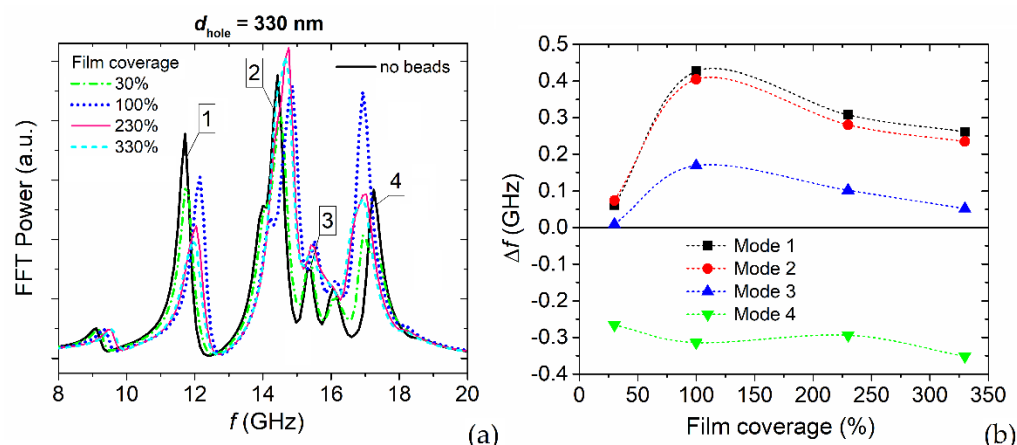 d_hole = 330 nm
Film coverage
30%
100%
230%
330%
no beads
1
2
3
4
FFT Power (a.u.)
8 10 12 14 16 18 20
f (GHz)
(a)
0.5
0.4
0.3
0.2
0.1
0.0
-0.1
-0.2
-0.3
-0.4
Δf (GHz)
Mode 1
Mode 2
Mode 3
Mode 4
0 50 100 150 200 250 300 350
Film coverage (%)
(b)